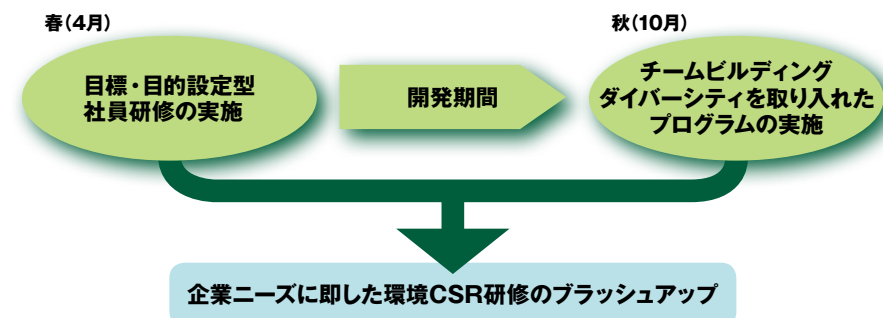 春（4月）
秋（10月）
目標・目的設定型
社員研修の実施
開発期間
チームビルディング
ダイバーシティを取り入れた
プログラムの実施
企業ニーズに即した環境CSR研修のブラッシュアップ